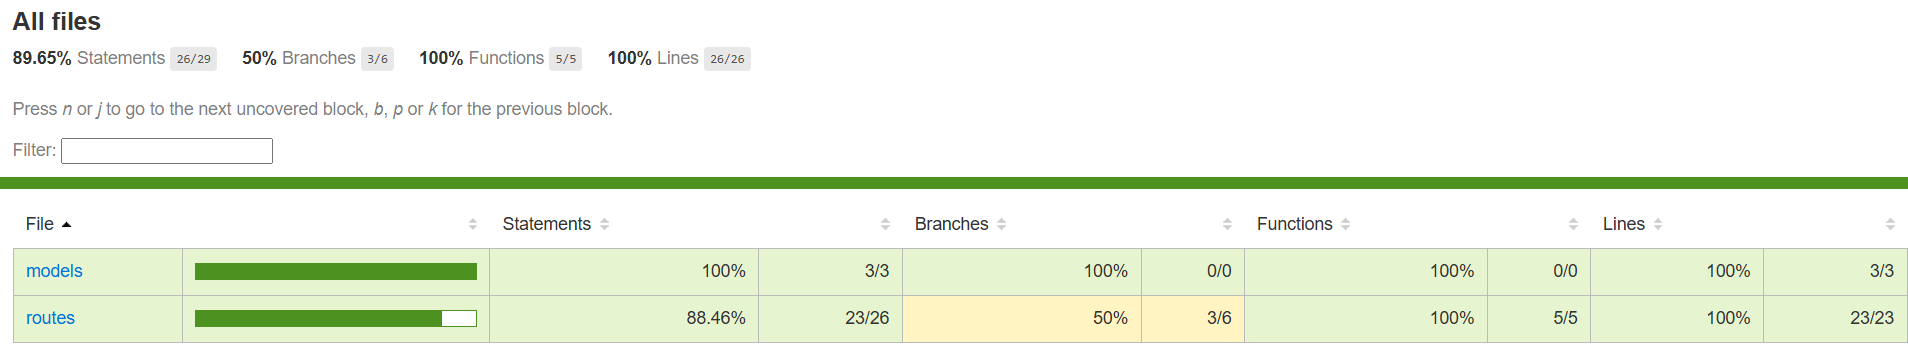 All files
89.65% Statements 26/29 50% Branches 3/6 100% Functions 5/5 100% Lines 26/26
Press n or j to go to the next uncovered block, b, p or k for the previous block.
Filter:
File Statements Branches Functions Lines
models 100% 3/3 100% 0/0 100% 0/0 100% 3/3
routes 88.46% 23/26 50% 3/6 100% 5/5 100% 23/23